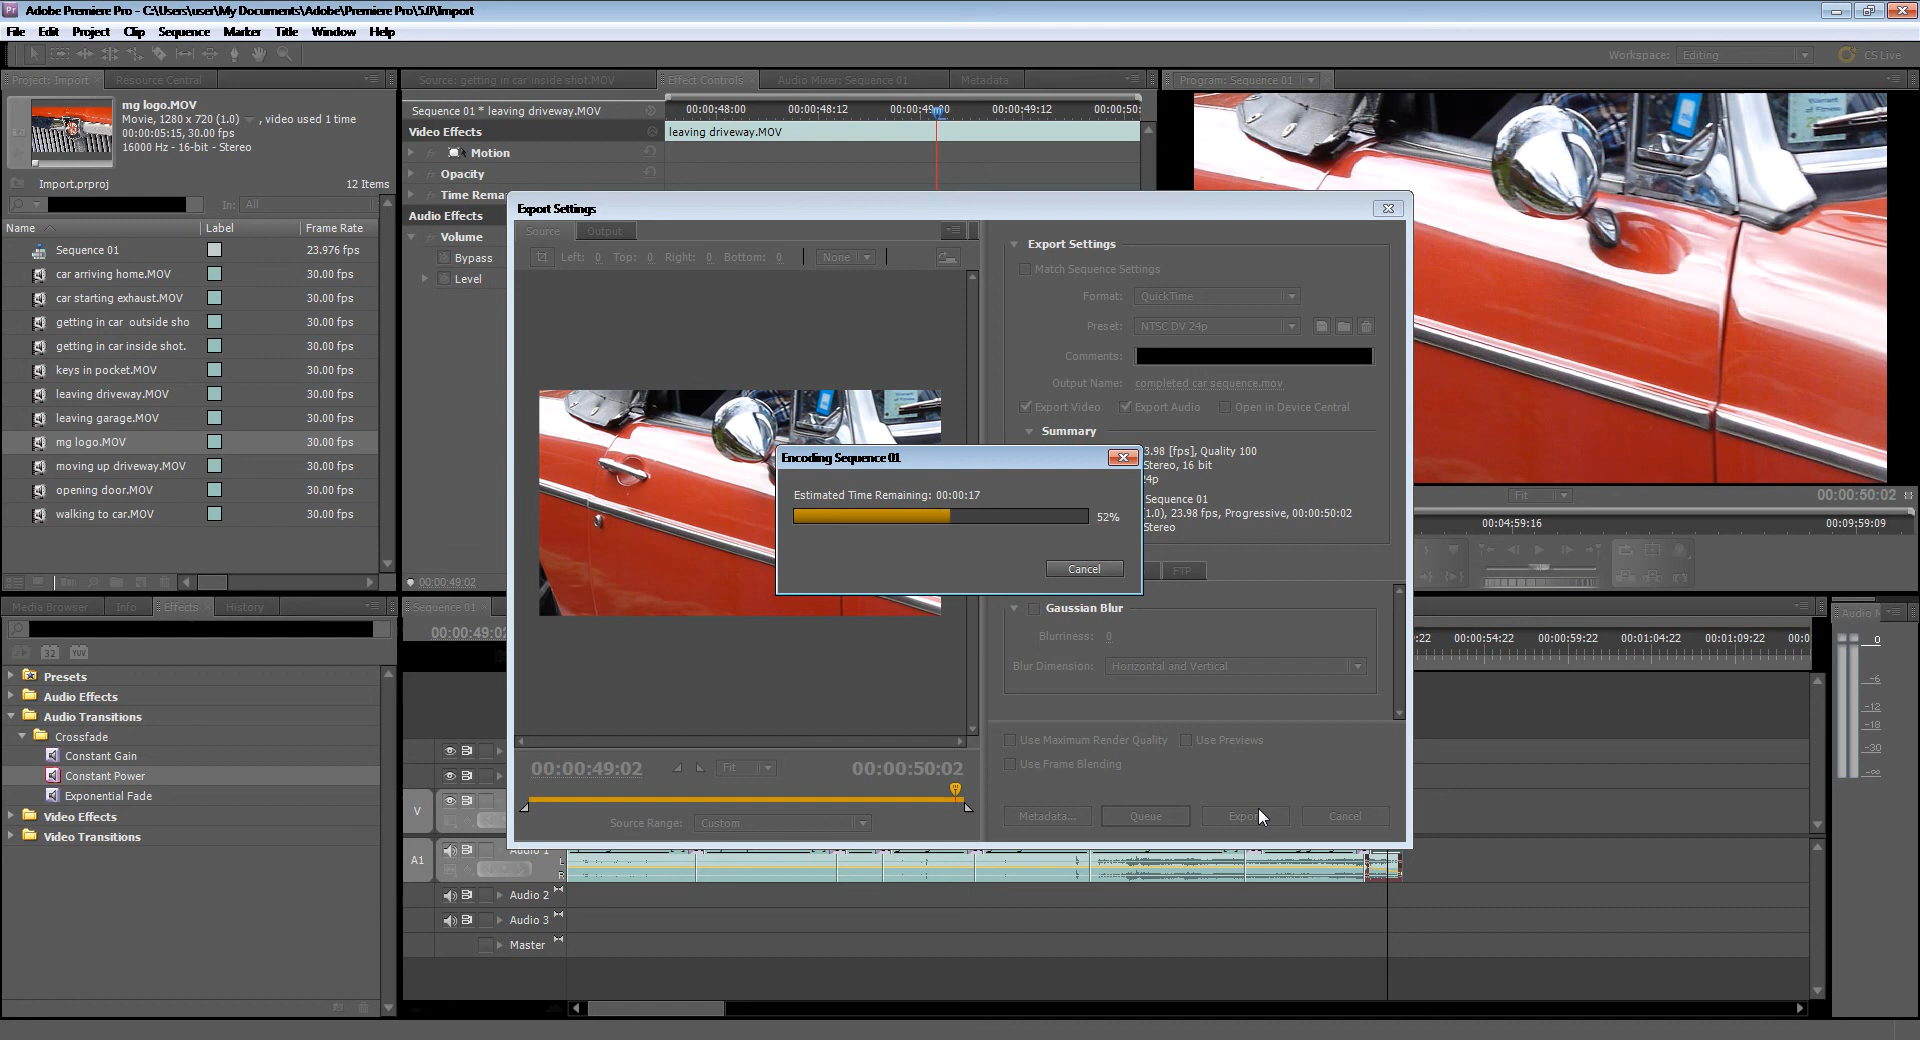 Adobe Premiere Pro - C:\Users\user\My Documents\Adobe\Premiere Pro\5.0\Import
File Edit Project Clip Sequence Marker Title Window Help
Workspace: Editing CS Live
Project: Import Resource Central
mg logo.MOV
Movie, 1280 x 720 (1.0) , video used 1 time
00:00:05:15, 30.00 fps
16000 Hz - 16-bit - Stereo
Import.prproj 12 Items
In: All
Name Label Frame Rate
Sequence 01 23.976 fps
car arriving home.MOV 30.00 fps
car starting exhaust.MOV 30.00 fps
getting in car outside sho 30.00 fps
getting in car inside shot. 30.00 fps
keys in pocket.MOV 30.00 fps
leaving driveway.MOV 30.00 fps
leaving garage.MOV 30.00 fps
mg logo.MOV 30.00 fps
moving up driveway.MOV 30.00 fps
opening door.MOV 30.00 fps
walking to car.MOV 30.00 fps
Source: getting in car inside shot.MOV Effect Controls Audio Mixer: Sequence 01 Metadata
Sequence 01 * leaving driveway.MOV
00:00:48:00 00:00:48:12 00:00:49:00 00:00:49:12 00:00:50:
Video Effects leaving driveway.MOV
Motion
Opacity
Time Rema
Audio Effects
Volume
Bypass
Level
00:00:49:02
Program: Sequence 01
Fit 00:00:50:02
00:04:59:16 00:09:59:09
Export Settings
Source Output
Left: 0 Top: 0 Right: 0 Bottom: 0 None
00:00:49:02 Fit 00:00:50:02
Source Range: Custom
Export Settings
Match Sequence Settings
Format: QuickTime
Preset: NTSC DV 24p
Comments:
Output Name: completed car sequence.mov
Export Video Export Audio Open in Device Central
Summary
3.98 [fps], Quality 100
Stereo, 16 bit
24p
Sequence 01
(1.0), 23.98 fps, Progressive, 00:00:50:02
Stereo
FTP
Gaussian Blur
Blurriness: 0
Blur Dimension: Horizontal and Vertical
Use Maximum Render Quality Use Previews
Use Frame Blending
Metadata... Queue Export Cancel
Encoding Sequence 01
Estimated Time Remaining: 00:00:17
52%
Cancel
Media Browser Info Effects History
32 YUV
Presets
Audio Effects
Audio Transitions
Crossfade
Constant Gain
Constant Power
Exponential Fade
Video Effects
Video Transitions
Sequence 01
00:00:49:02
:22 00:00:54:22 00:00:59:22 00:01:04:22 00:01:09:22 00:0
V
A1 Audio 1
L
R
Audio 2
Audio 3
Master
Audio M
0
-6
-12
-18
-30
-∞